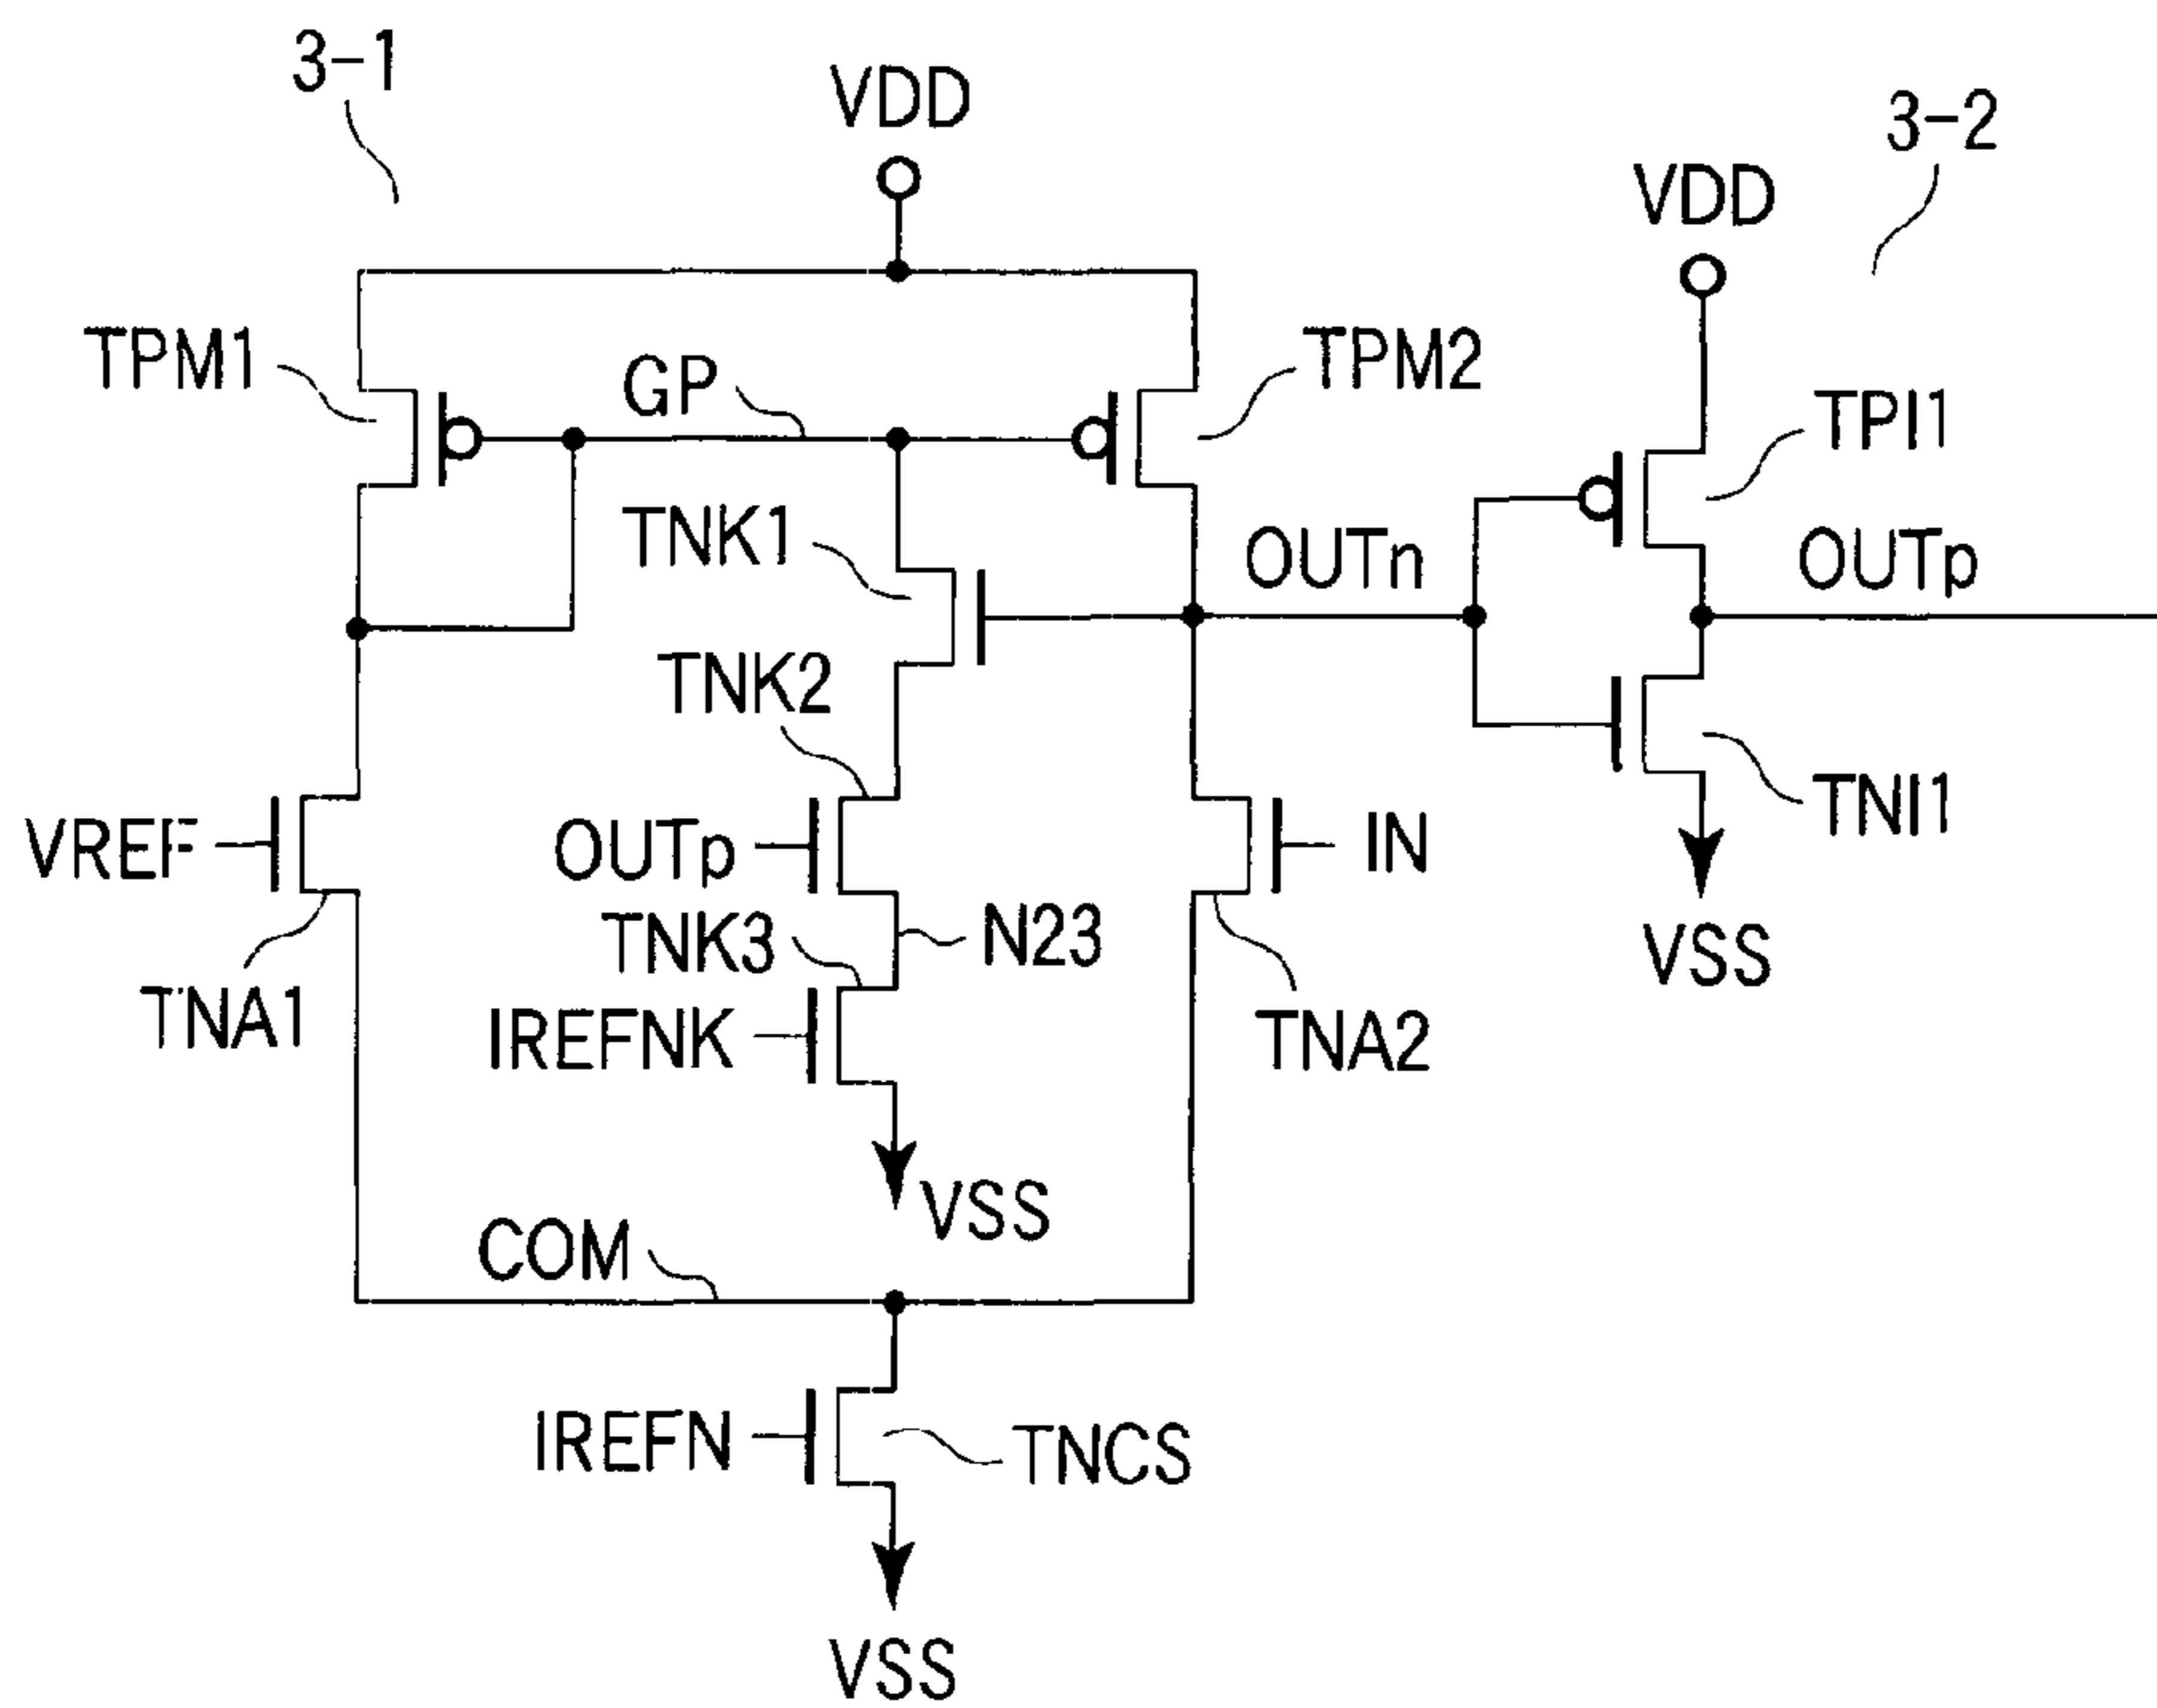 3-1
VDD
3-2
VDD
TPM1
GP
TPM2
TPI1
TNK1
OUTn
OUTp
TNK2
VREF
OUTp
IN
TNI1
TNK3
N23
VSS
TNA1
IREFNK
TNA2
VSS
COM
IREFN
TNCS
VSS